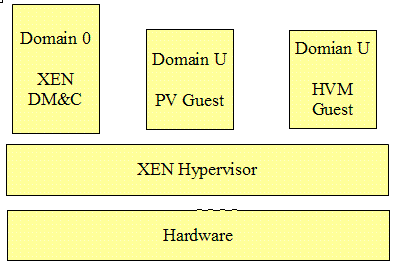 Domain 0
XEN
DM&C
Domain U
PV Guest
Domian U
HVM
Guest
XEN Hypervisor
Hardware